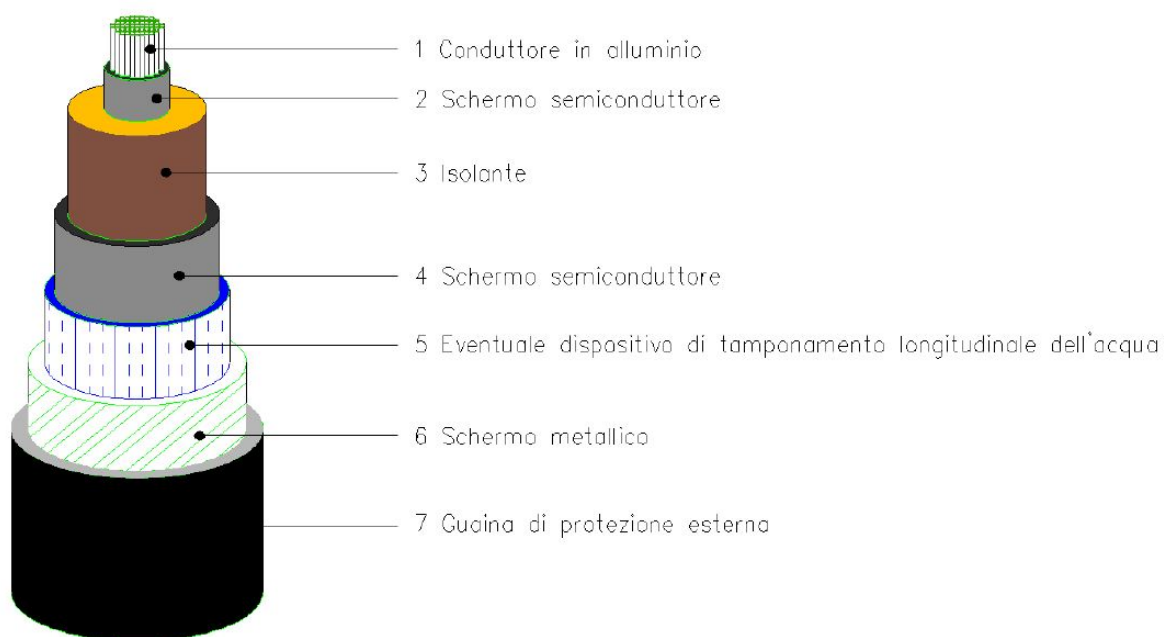 1 Conduttore in alluminio
2 Schermo semiconduttore
3 Isolante
4 Schermo semiconduttore
5 Eventuale dispositivo di tamponamento longitudinale dell'acqua
6 Schermo metallico
7 Guaina di protezione esterna